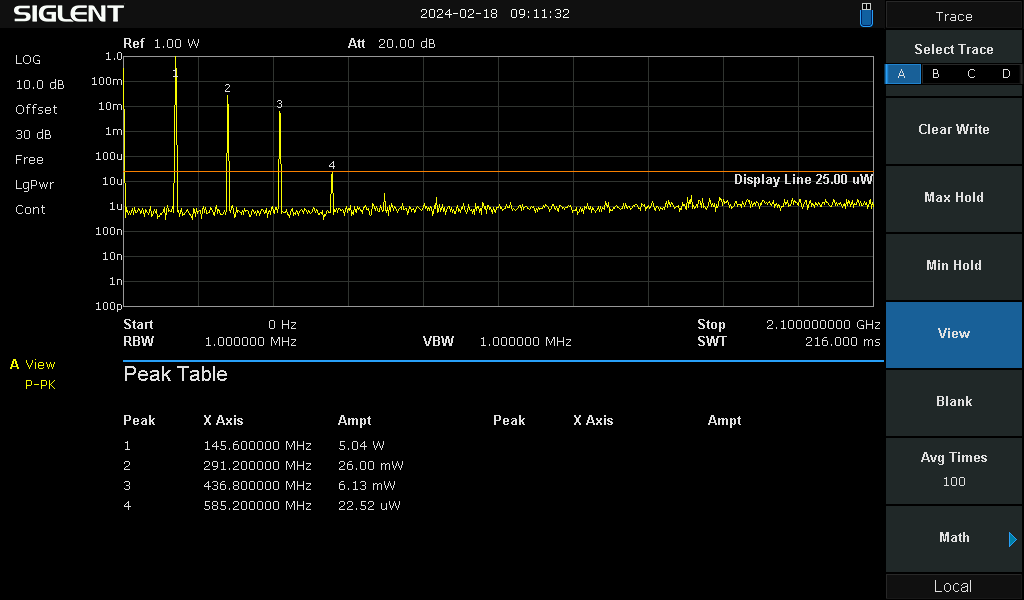 SIGLENT
2024-02-18 09:11:32
Trace
Ref 1.00 W
Att 20.00 dB
Select Trace
A B C D
LOG
10.0 dB
Offset
30 dB
Free
LgPwr
Cont
1.0
100m
10m
1m
100u
10u
1u
100n
10n
1n
100p
1
2
3
4
Display Line 25.00 uW
Start 0 Hz
Stop 2.100000000 GHz
RBW 1.000000 MHz
VBW 1.000000 MHz
SWT 216.000 ms
A View
P-PK
Peak Table
Peak X Axis Ampt Peak X Axis Ampt
1 145.600000 MHz 5.04 W
2 291.200000 MHz 26.00 mW
3 436.800000 MHz 6.13 mW
4 585.200000 MHz 22.52 uW
Clear Write
Max Hold
Min Hold
View
Blank
Avg Times
100
Math
Local